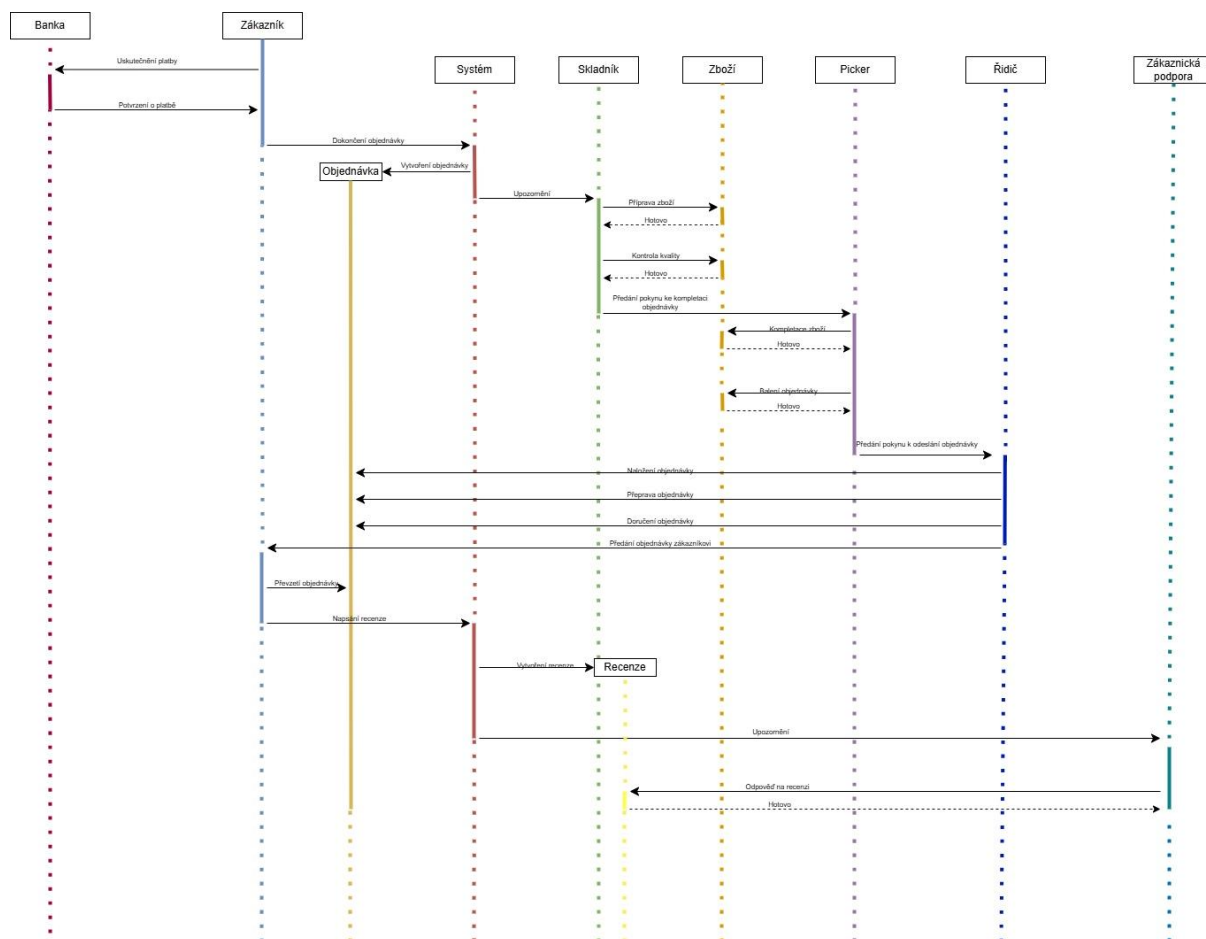 Banka
Zákazník
Uskutečnění platby
Systém
Skladník
Zboží
Picker
Řidič
Zákaznická
podpora
Potvrzení o platbě
Dokončení objednávky
Objednávka
Vytvoření objednávky
Upozornění
Příprava zboží
Hotovo
Kontrola kvality
Hotovo
Předání pokynu ke kompletaci
objednávky
Kompletace zboží
Hotovo
Balení objednávky
Hotovo
Předání pokynu k odeslání objednávky
Naložení objednávky
Přeprava objednávky
Doručení objednávky
Předání objednávky zákazníkovi
Převzetí objednávky
Napsání recenze
Vytvoření recenze
Recenze
Upozornění
Odpověď na recenzi
Hotovo